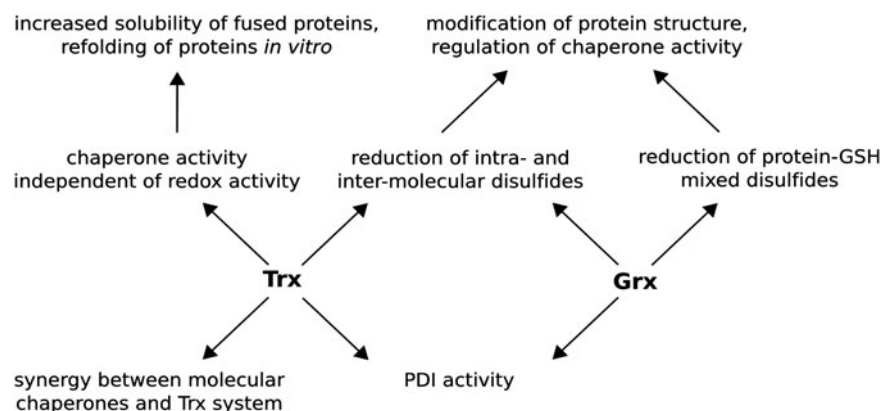 increased solubility of fused proteins,
refolding of proteins in vitro
modification of protein structure,
regulation of chaperone activity
chaperone activity
independent of redox activity
reduction of intra- and
inter-molecular disulfides
reduction of protein-GSH
mixed disulfides
Trx
Grx
synergy between molecular
chaperones and Trx system
PDI activity